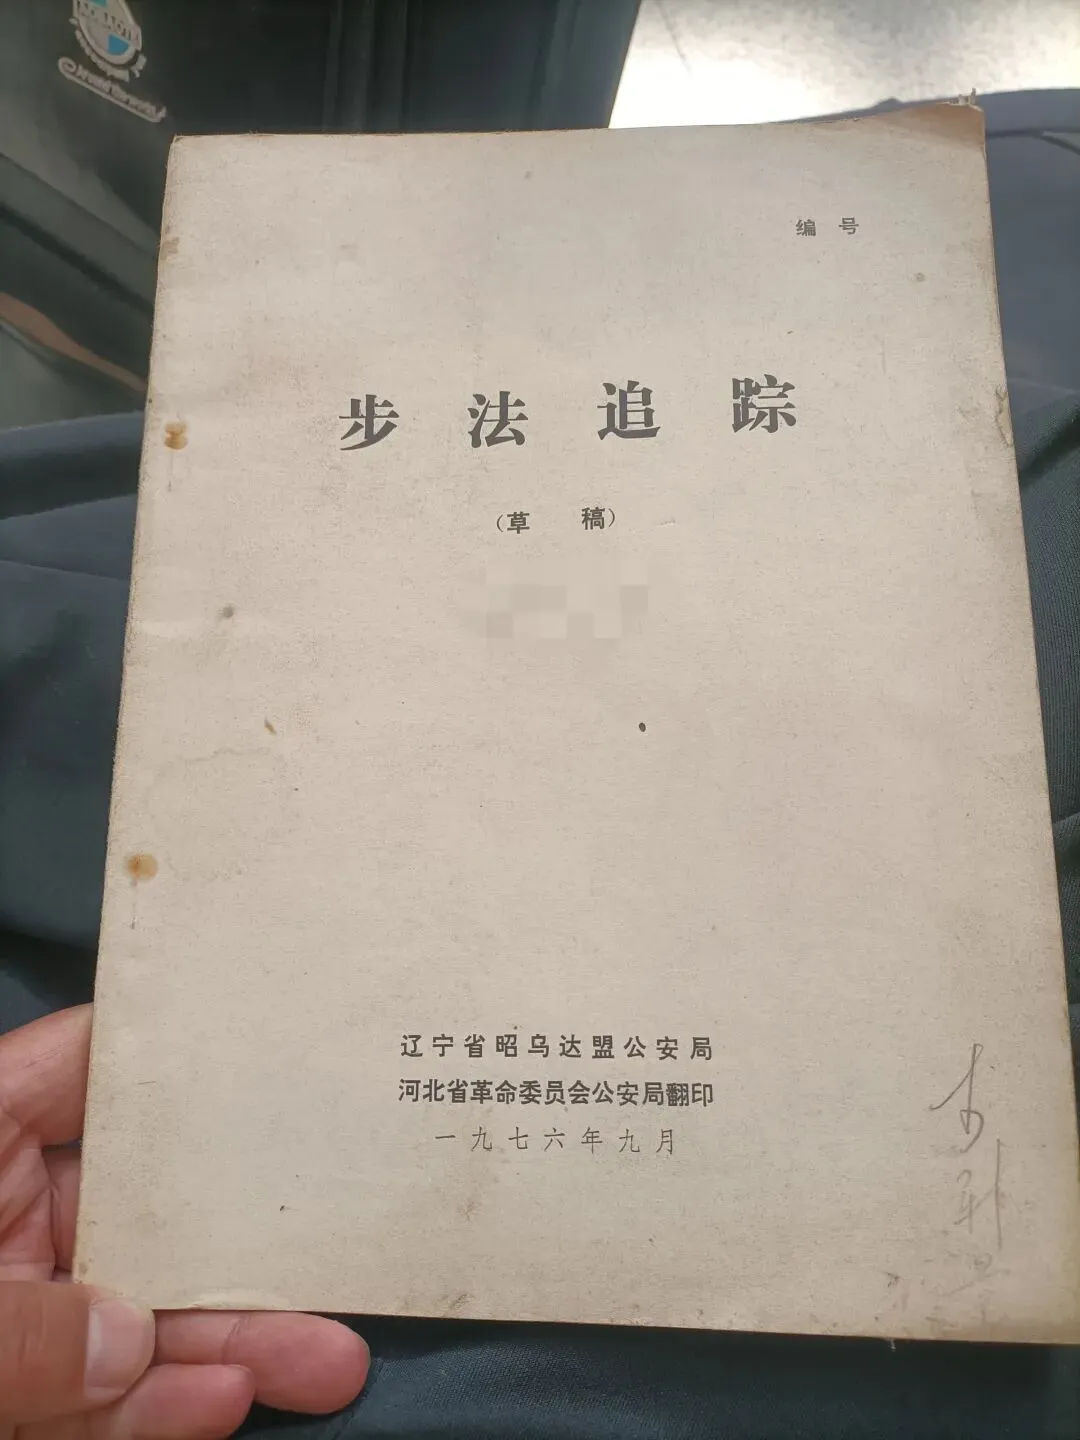 编号
步法追踪
（草稿）
辽宁省昭乌达盟公安局
河北省革命委员会公安局翻印
一九七六年九月